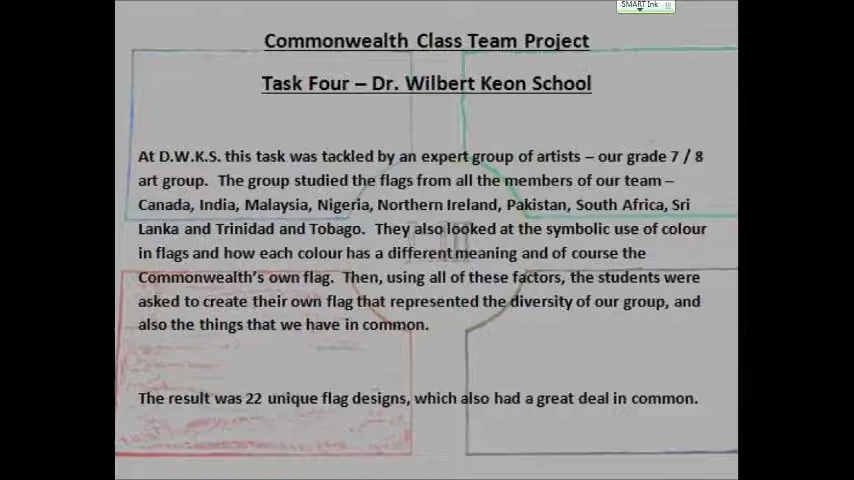 SMART Ink
Commonwealth Class Team Project
Task Four – Dr. Wilbert Keon School
At D.W.K.S. this task was tackled by an expert group of artists – our grade 7 / 8
art group.  The group studied the flags from all the members of our team –
Canada, India, Malaysia, Nigeria, Northern Ireland, Pakistan, South Africa, Sri
Lanka and Trinidad and Tobago.  They also looked at the symbolic use of colour
in flags and how each colour has a different meaning and of course the
Commonwealth's own flag.  Then, using all of these factors, the students were
asked to create their own flag that represented the diversity of our group, and
also the things that we have in common.
The result was 22 unique flag designs, which also had a great deal in common.